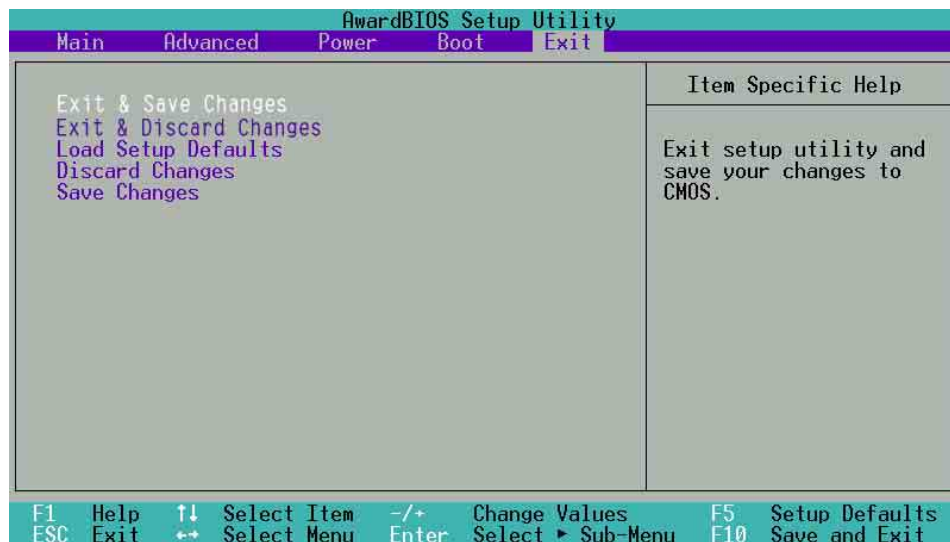 AwardBIOS Setup Utility
Main Advanced Power Boot Exit
Exit & Save Changes
Exit & Discard Changes
Load Setup Defaults
Discard Changes
Save Changes
Item Specific Help
Exit setup utility and
save your changes to
CMOS.
F1 Help ↑↓ Select Item -/+ Change Values F5 Setup Defaults
ESC Exit ←→ Select Menu Enter Select ► Sub-Menu F10 Save and Exit